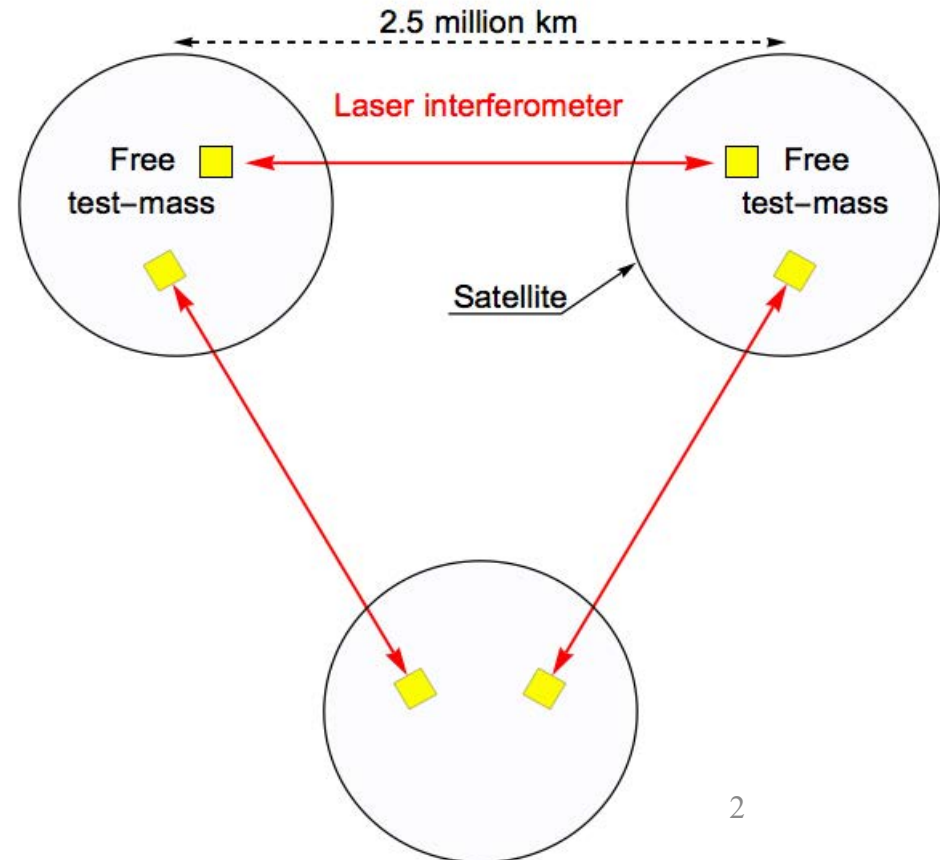 2.5 million km
Laser interferometer
Free
test–mass
Free
test–mass
Satellite
2